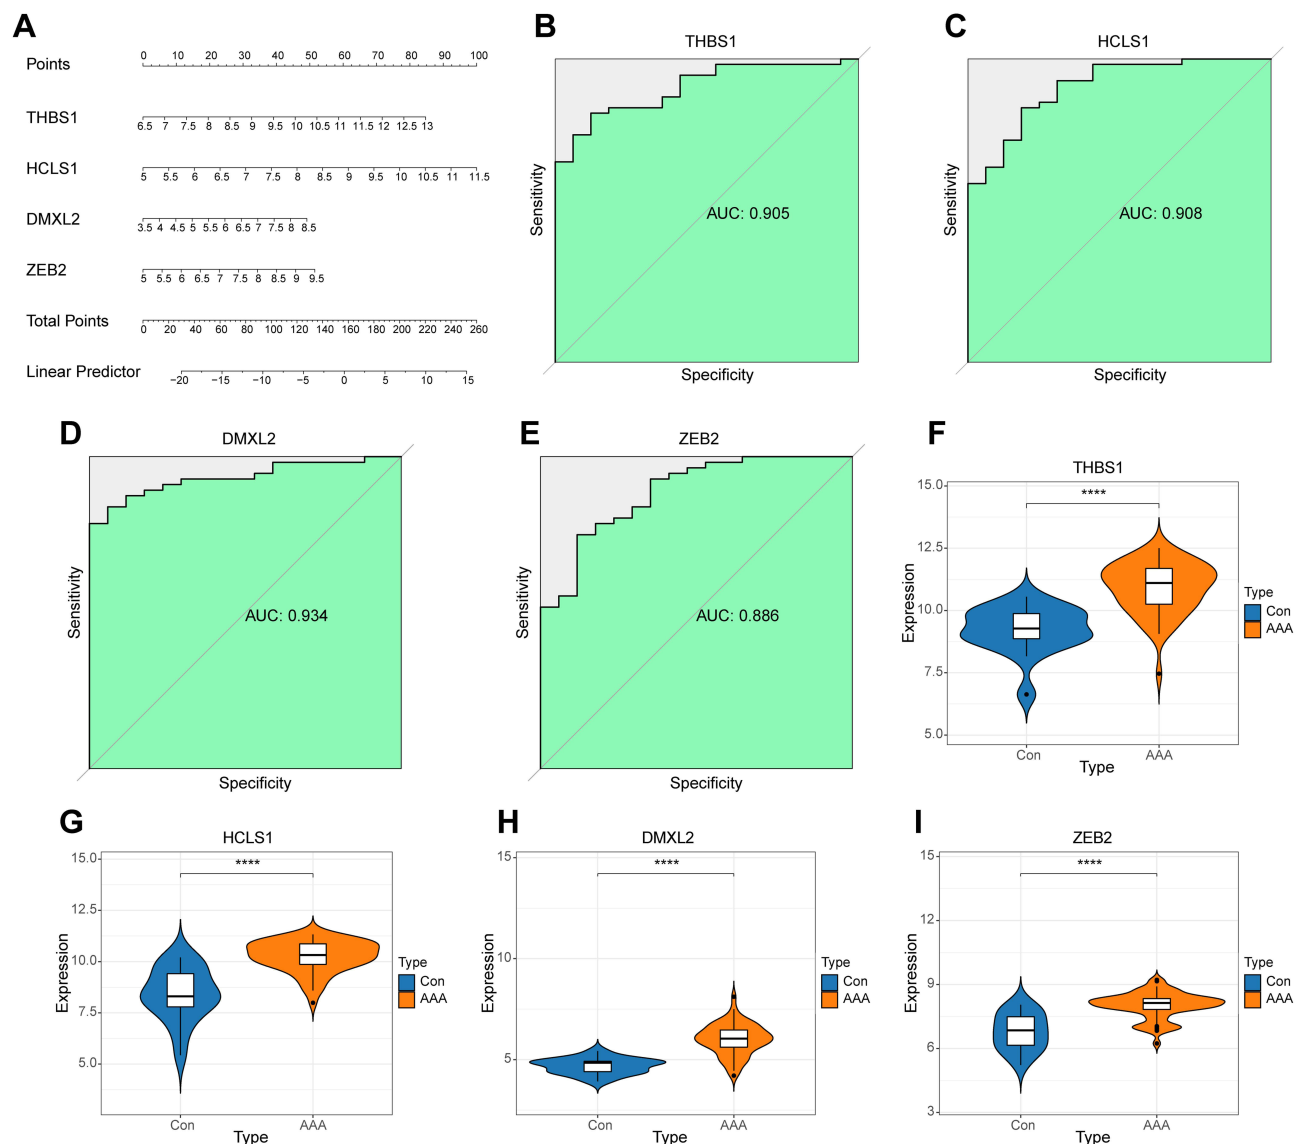 A
Points
0 10 20 30 40 50 60 70 80 90 100
THBS1
6.5 7 7.5 8 8.5 9 9.5 10 10.5 11 11.5 12 12.5 13
HCLS1
5 5.5 6 6.5 7 7.5 8 8.5 9 9.5 10 10.5 11 11.5
DMXL2
3.5 4 4.5 5 5.5 6 6.5 7 7.5 8 8.5
ZEB2
5 5.5 6 6.5 7 7.5 8 8.5 9 9.5
Total Points
0 20 40 60 80 100 120 140 160 180 200 220 240 260
Linear Predictor
−20 −15 −10 −5 0 5 10 15
B
THBS1
Sensitivity
AUC: 0.905
Specificity
C
HCLS1
Sensitivity
AUC: 0.908
Specificity
D
DMXL2
Sensitivity
AUC: 0.934
Specificity
E
ZEB2
Sensitivity
AUC: 0.886
Specificity
F
THBS1
15.0
12.5
10.0
7.5
5.0
Expression
****
Con AAA
Type
Type
Con
AAA
G
HCLS1
15.0
12.5
10.0
7.5
5.0
Expression
****
Con AAA
Type
Type
Con
AAA
H
DMXL2
15
10
5
Expression
****
Con AAA
Type
Type
Con
AAA
I
ZEB2
15
12
9
6
3
Expression
****
Con AAA
Type
Type
Con
AAA